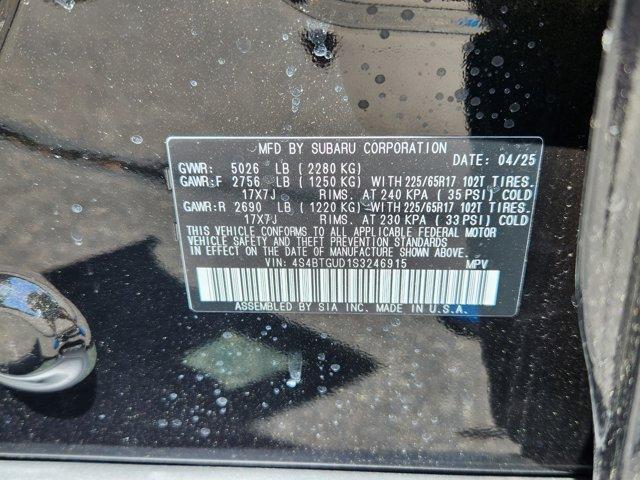 MFD BY SUBARU CORPORATION
DATE: 04/25
GVWR: 5026 LB ( 2280 KG)
GAWR:F 2756 LB ( 1250 KG) WITH 225/65R17 102T TIRES.
17X7J RIMS. AT 240 KPA ( 35 PSI) COLD
GAWR:R 2690 LB ( 1220 KG) WITH 225/65R17 102T TIRES.
17X7J RIMS. AT 230 KPA ( 33 PSI) COLD
THIS VEHICLE CONFORMS TO ALL APPLICABLE FEDERAL MOTOR
VEHICLE SAFETY AND THEFT PREVENTION STANDARDS
IN EFFECT ON THE DATE OF MANUFACTURE SHOWN ABOVE.
VIN: 4S4BTGUD1S3246915 MPV
ASSEMBLED BY SIA INC. MADE IN U.S.A.